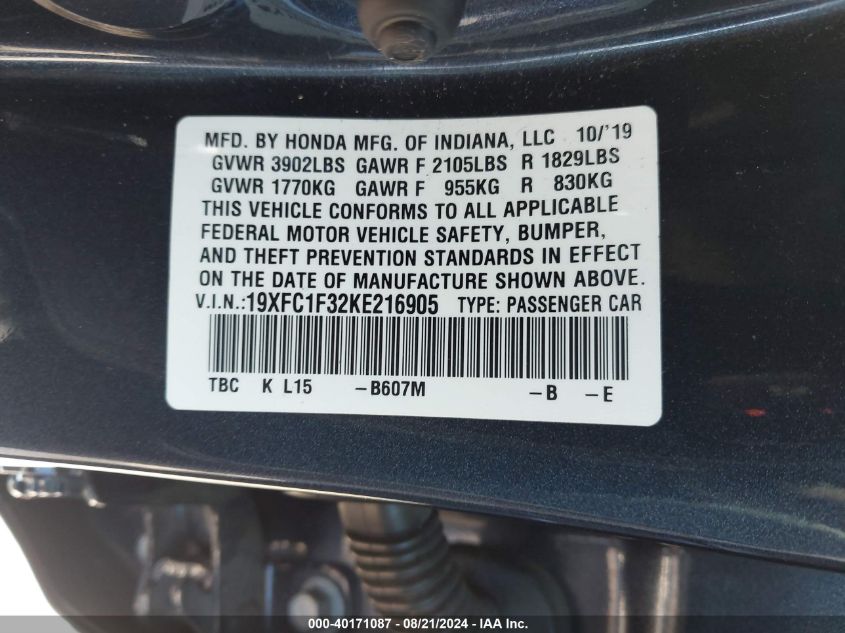 MFD. BY HONDA MFG. OF INDIANA, LLC 10/'19
GVWR 3902LBS GAWR F 2105LBS R 1829LBS
GVWR 1770KG GAWR F 955KG R 830KG
THIS VEHICLE CONFORMS TO ALL APPLICABLE
FEDERAL MOTOR VEHICLE SAFETY, BUMPER,
AND THEFT PREVENTION STANDARDS IN EFFECT
ON THE DATE OF MANUFACTURE SHOWN ABOVE.
V.I.N.:19XFC1F32KE216905 TYPE: PASSENGER CAR
TBC K L15 –B607M –B –E
000-40171087 - 08/21/2024 - IAA Inc.